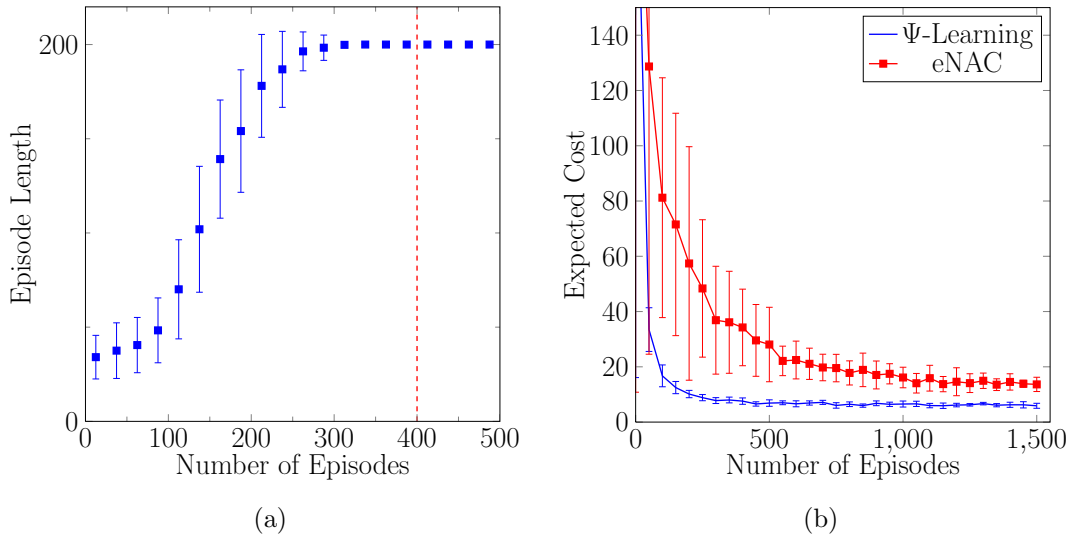 200
0
Episode Length
0 100 200 300 400 500
Number of Episodes
(a)
140
120
100
80
60
40
20
0
Expected Cost
Ψ-Learning
eNAC
0 500 1,000 1,500
Number of Episodes
(b)